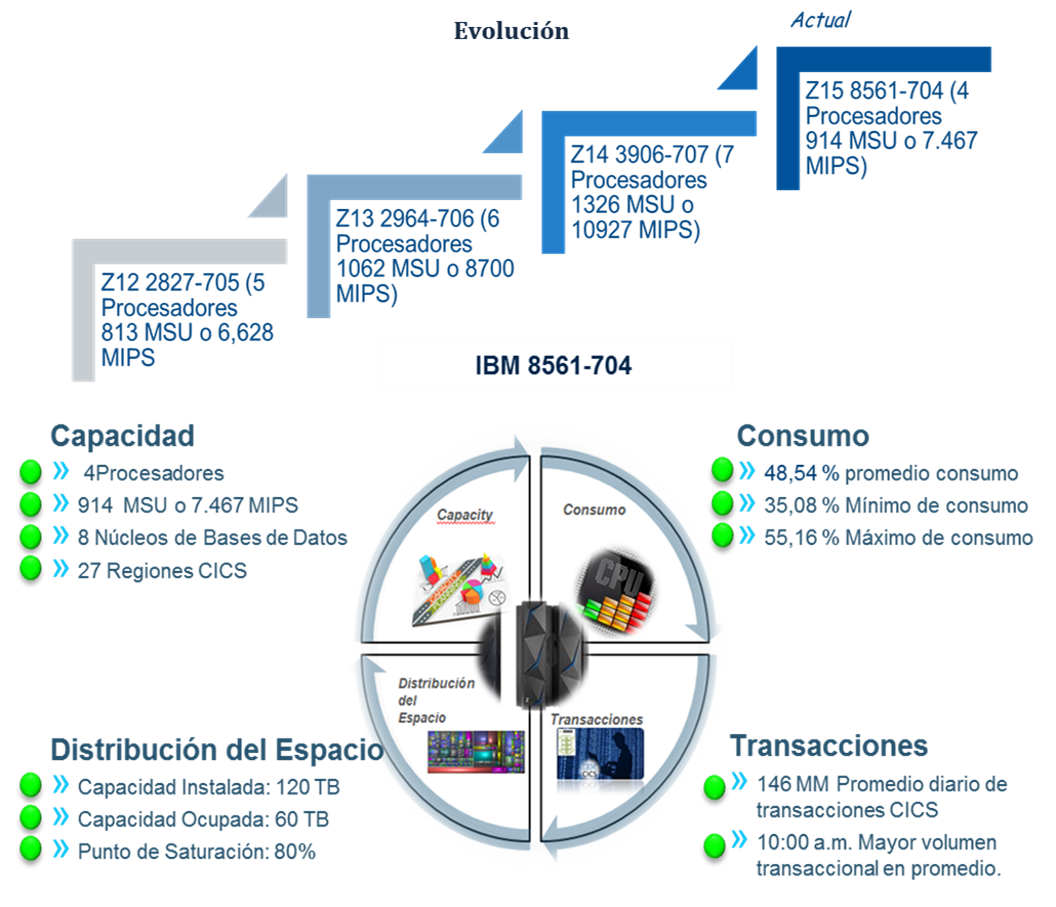 Evolución
Actual
Z15 8561-704 (4
Procesadores
914 MSU o 7.467
MIPS)
Z14 3906-707 (7
Procesadores
1326 MSU o
10927 MIPS)
Z13 2964-706 (6
Procesadores
1062 MSU o 8700
MIPS)
Z12 2827-705 (5
Procesadores
813 MSU o 6,628
MIPS
IBM 8561-704
Capacidad
4Procesadores
914 MSU o 7.467 MIPS
8 Núcleos de Bases de Datos
27 Regiones CICS
Consumo
48,54 % promedio consumo
35,08 % Mínimo de consumo
55,16 % Máximo de consumo
Capacity
CAPACITY
PLANNING
Consumo
CPU
Distribución
del
Espacio
Transacciones
CICS
Distribución del Espacio
Capacidad Instalada: 120 TB
Capacidad Ocupada: 60 TB
Punto de Saturación: 80%
Transacciones
146 MM Promedio diario de
transacciones CICS
10:00 a.m. Mayor volumen
transaccional en promedio.